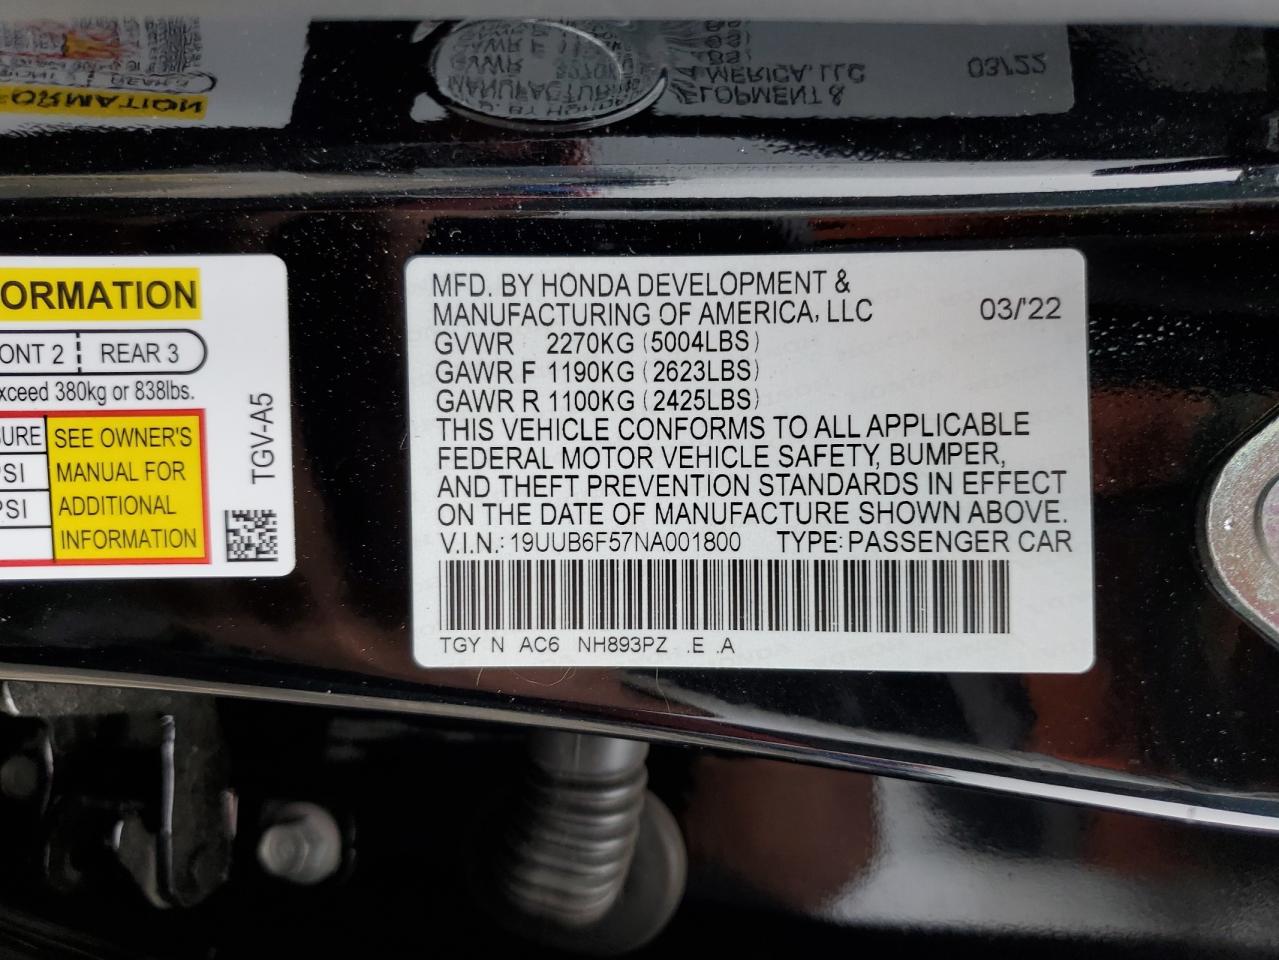 ORMATION
ONT 2 REAR 3
xceed 380kg or 838lbs.
SURE
PSI
PSI
SEE OWNER'S
MANUAL FOR
ADDITIONAL
INFORMATION
TGV-A5
MFD. BY HONDA DEVELOPMENT &
MANUFACTURING OF AMERICA, LLC 03/'22
GVWR 2270KG (5004LBS)
GAWR F 1190KG (2623LBS)
GAWR R 1100KG (2425LBS)
THIS VEHICLE CONFORMS TO ALL APPLICABLE
FEDERAL MOTOR VEHICLE SAFETY, BUMPER,
AND THEFT PREVENTION STANDARDS IN EFFECT
ON THE DATE OF MANUFACTURE SHOWN ABOVE.
V.I.N.: 19UUB6F57NA001800 TYPE: PASSENGER CAR
TGY N AC6 NH893PZ .E .A